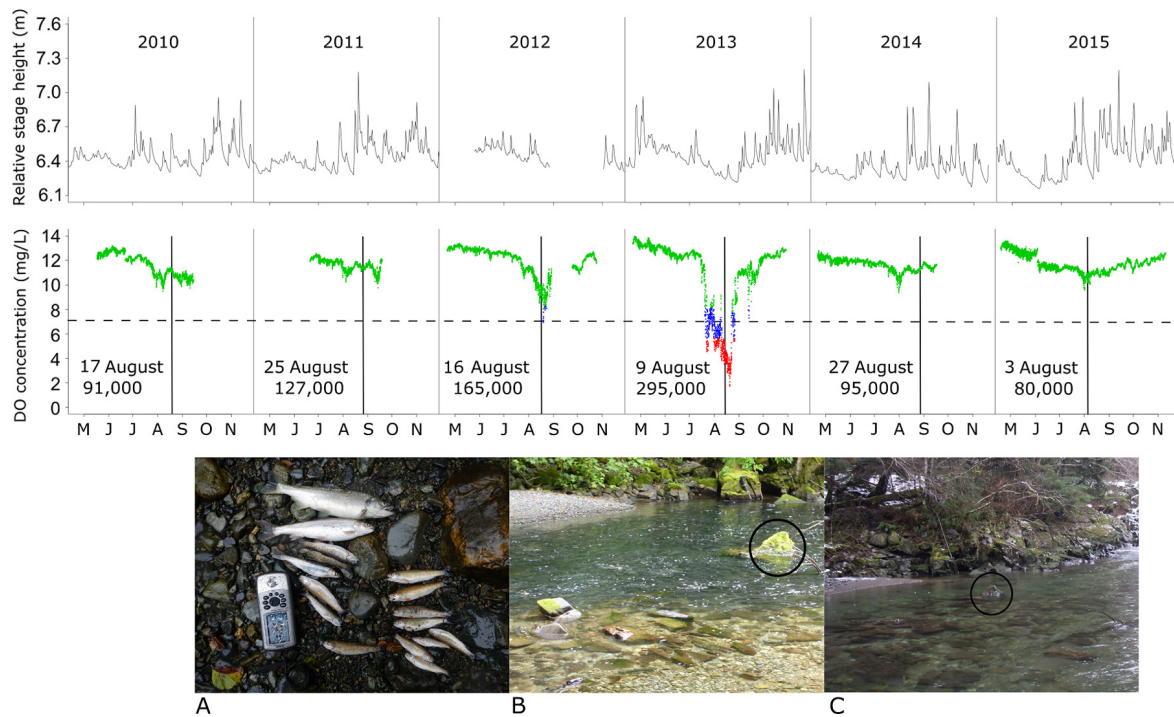 Relative stage height (m)
7.6
7.3
7.0
6.7
6.4
6.1
2010
2011
2012
2013
2014
2015
M J J A S O N
M J J A S O N
M J J A S O N
M J J A S O N
M J J A S O N
M J J A S O N
DO concentration (mg/L)
14
12
10
8
6
4
2
0
17 August
91,000
25 August
127,000
16 August
165,000
9 August
295,000
27 August
95,000
3 August
80,000
M J J A S O N
M J J A S O N
M J J A S O N
M J J A S O N
M J J A S O N
M J J A S O N
A
B
C